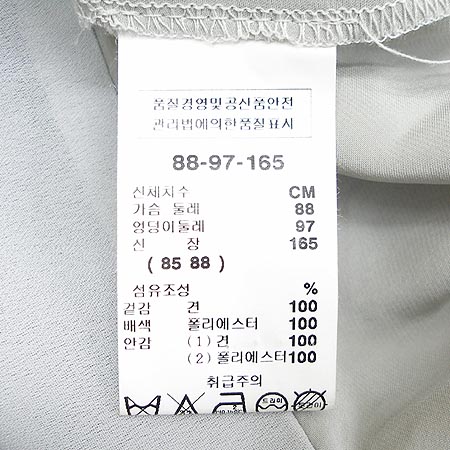 품질경영및공산품안전
관리법에의한품질표시
88-97-165
신체치수 CM
가슴 둘레 88
엉덩이둘레 97
신 장 165
( 85 88 )
섬유조성 %
겉감 견 100
배색 폴리에스터 100
안감 (1) 견 100
(2) 폴리에스터 100
취급주의
드라이